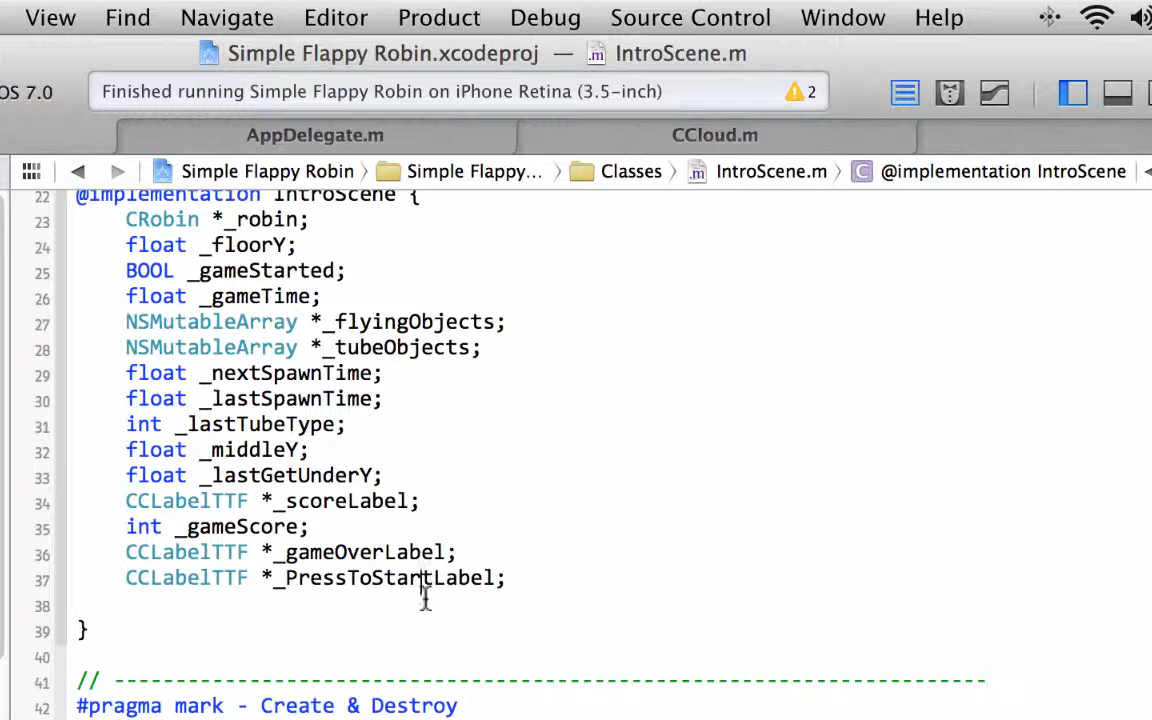 View Find Navigate Editor Product Debug Source Control Window Help
Simple Flappy Robin.xcodeproj — IntroScene.m
OS 7.0 Finished running Simple Flappy Robin on iPhone Retina (3.5-inch) 2
AppDelegate.m CCloud.m
Simple Flappy Robin Simple Flappy... Classes IntroScene.m @implementation IntroScene
22 @implementation IntroScene {
23 CRobin *_robin;
24 float _floorY;
25 BOOL _gameStarted;
26 float _gameTime;
27 NSMutableArray *_flyingObjects;
28 NSMutableArray *_tubeObjects;
29 float _nextSpawnTime;
30 float _lastSpawnTime;
31 int _lastTubeType;
32 float _middleY;
33 float _lastGetUnderY;
34 CCLabelTTF *_scoreLabel;
35 int _gameScore;
36 CCLabelTTF *_gameOverLabel;
37 CCLabelTTF *_PressToStartLabel;
38
39 }
40
41 // -----------------------------------------------------------------------
42 #pragma mark - Create & Destroy